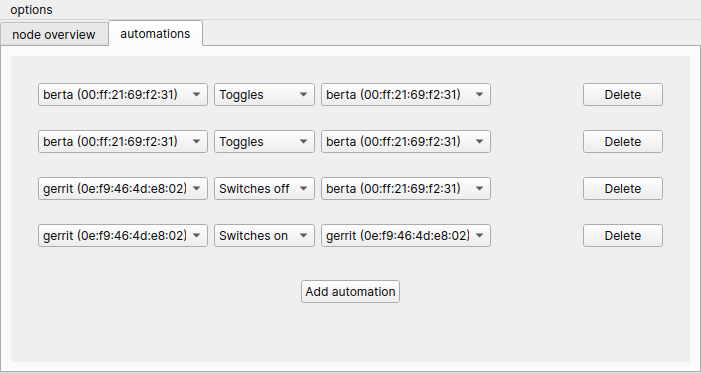 options
node overview automations
berta (00:ff:21:69:f2:31) Toggles berta (00:ff:21:69:f2:31) Delete
berta (00:ff:21:69:f2:31) Toggles berta (00:ff:21:69:f2:31) Delete
gerrit (0e:f9:46:4d:e8:02) Switches off berta (00:ff:21:69:f2:31) Delete
gerrit (0e:f9:46:4d:e8:02) Switches on gerrit (0e:f9:46:4d:e8:02) Delete
Add automation